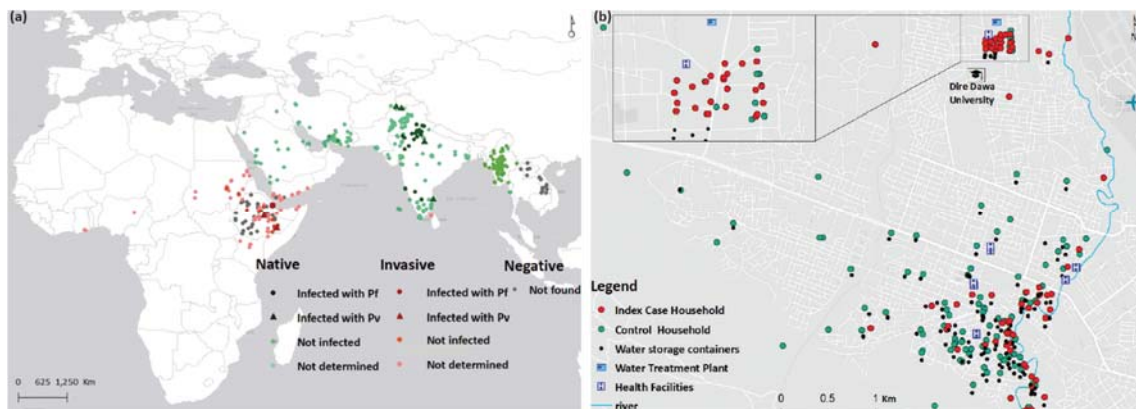 (a)
Native
Invasive
Negative
Infected with Pf
Infected with Pf
Not found
Infected with Pv
Infected with Pv
Not infected
Not infected
Not determined
Not determined
0 625 1,250 Km
(b)
H
H
Dire Dawa
University
H
H
H
H
H
Legend
Index Case Household
Control Household
Water storage containers
Water Treatment Plant
H Health Facilities
river
0 0.5 1 Km